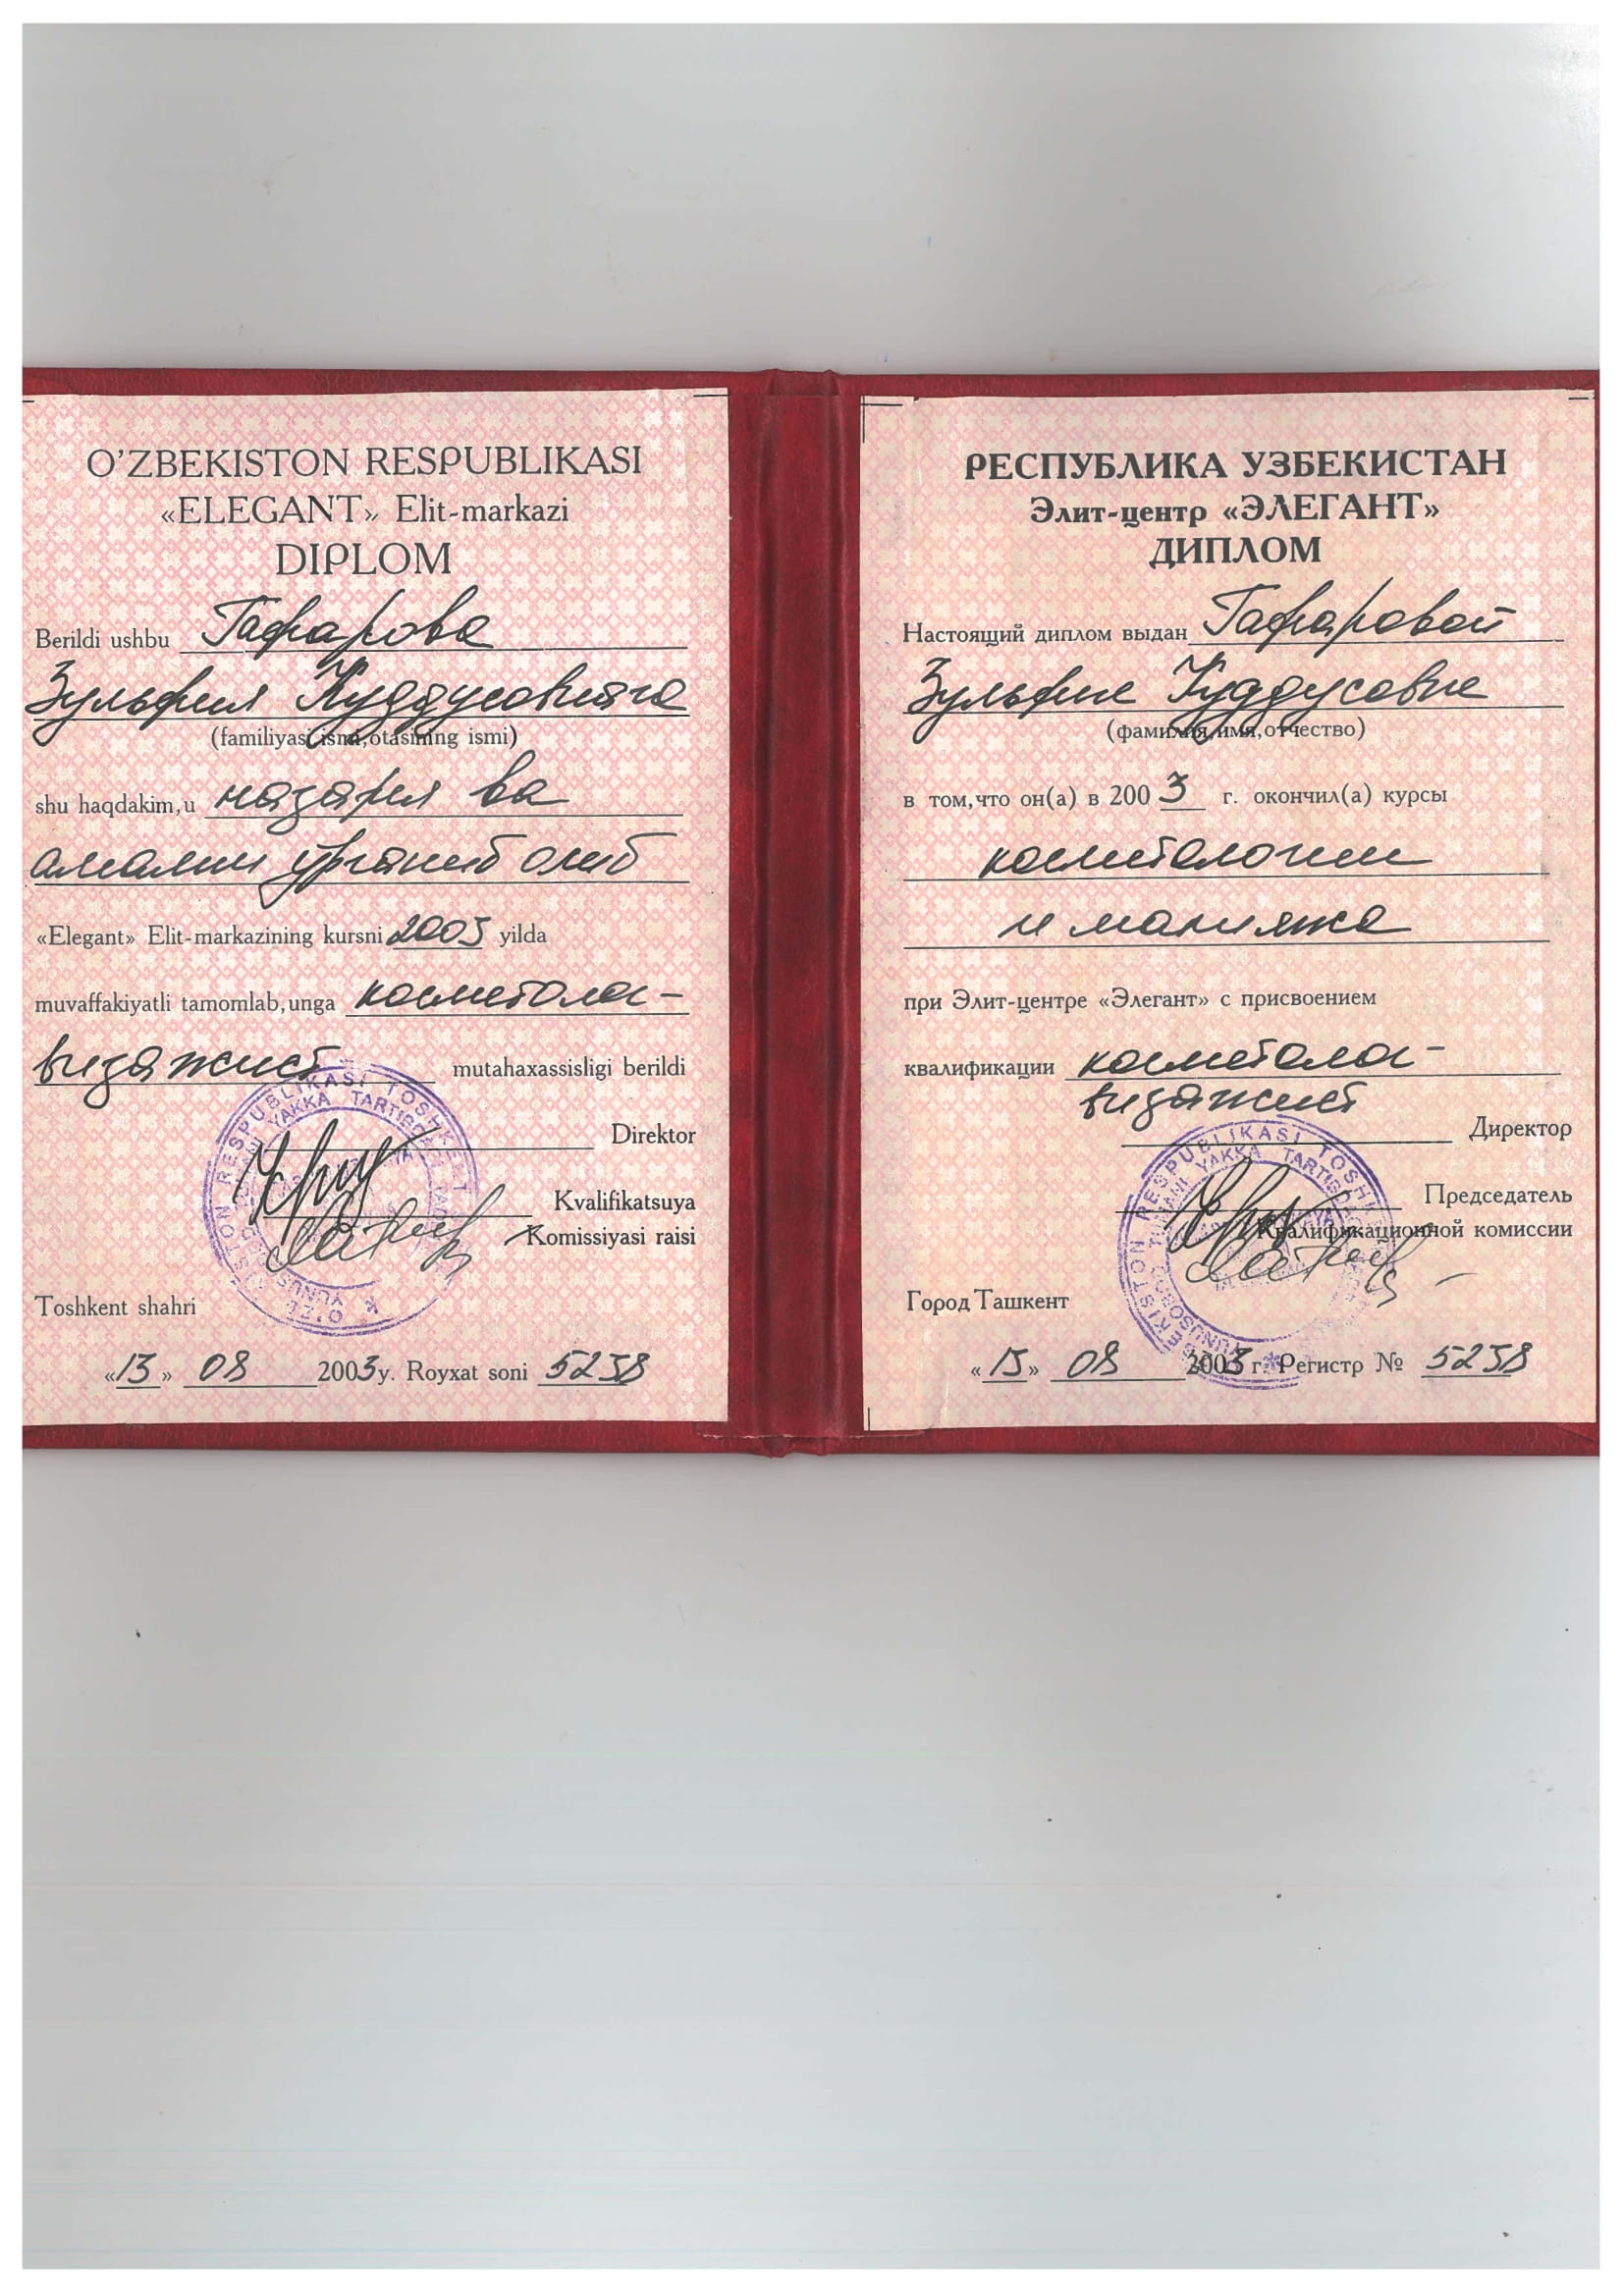 O'ZBEKISTON RESPUBLIKASI
«ELEGANT» Elit-markazi
DIPLOM
Berildi ushbu Гафарова
Зульфия Куддусовига
(familiyasi, ismi, otasining ismi)
shu haqdakim, u назария ва
амалии ўрганиб олиб
«Elegant» Elit-markazining kursni 2003 yilda
muvaffakiyatli tamomlab, unga косметолог-
визажист mutahaxassisligi berildi
Direktor
Kvalifikatsuya
Komissiyasi raisi
Toshkent shahri
«13» 08 2003y. Royxat soni 5238
РЕСПУБЛИКА УЗБЕКИСТАН
Элит-центр «ЭЛЕГАНТ»
ДИПЛОМ
Настоящий диплом выдан Гафаровой
Зульфие Куддусовне
(фамилия, имя, отчество)
в том, что он(а) в 2003 г. окончил(а) курсы
косметологии
и макияжа
при Элит-центре «Элегант» с присвоением
квалификации косметолог-
визажист
Директор
Председатель
Квалификационной комиссии
Город Ташкент
«13» 08 2003 г. Регистр № 5238